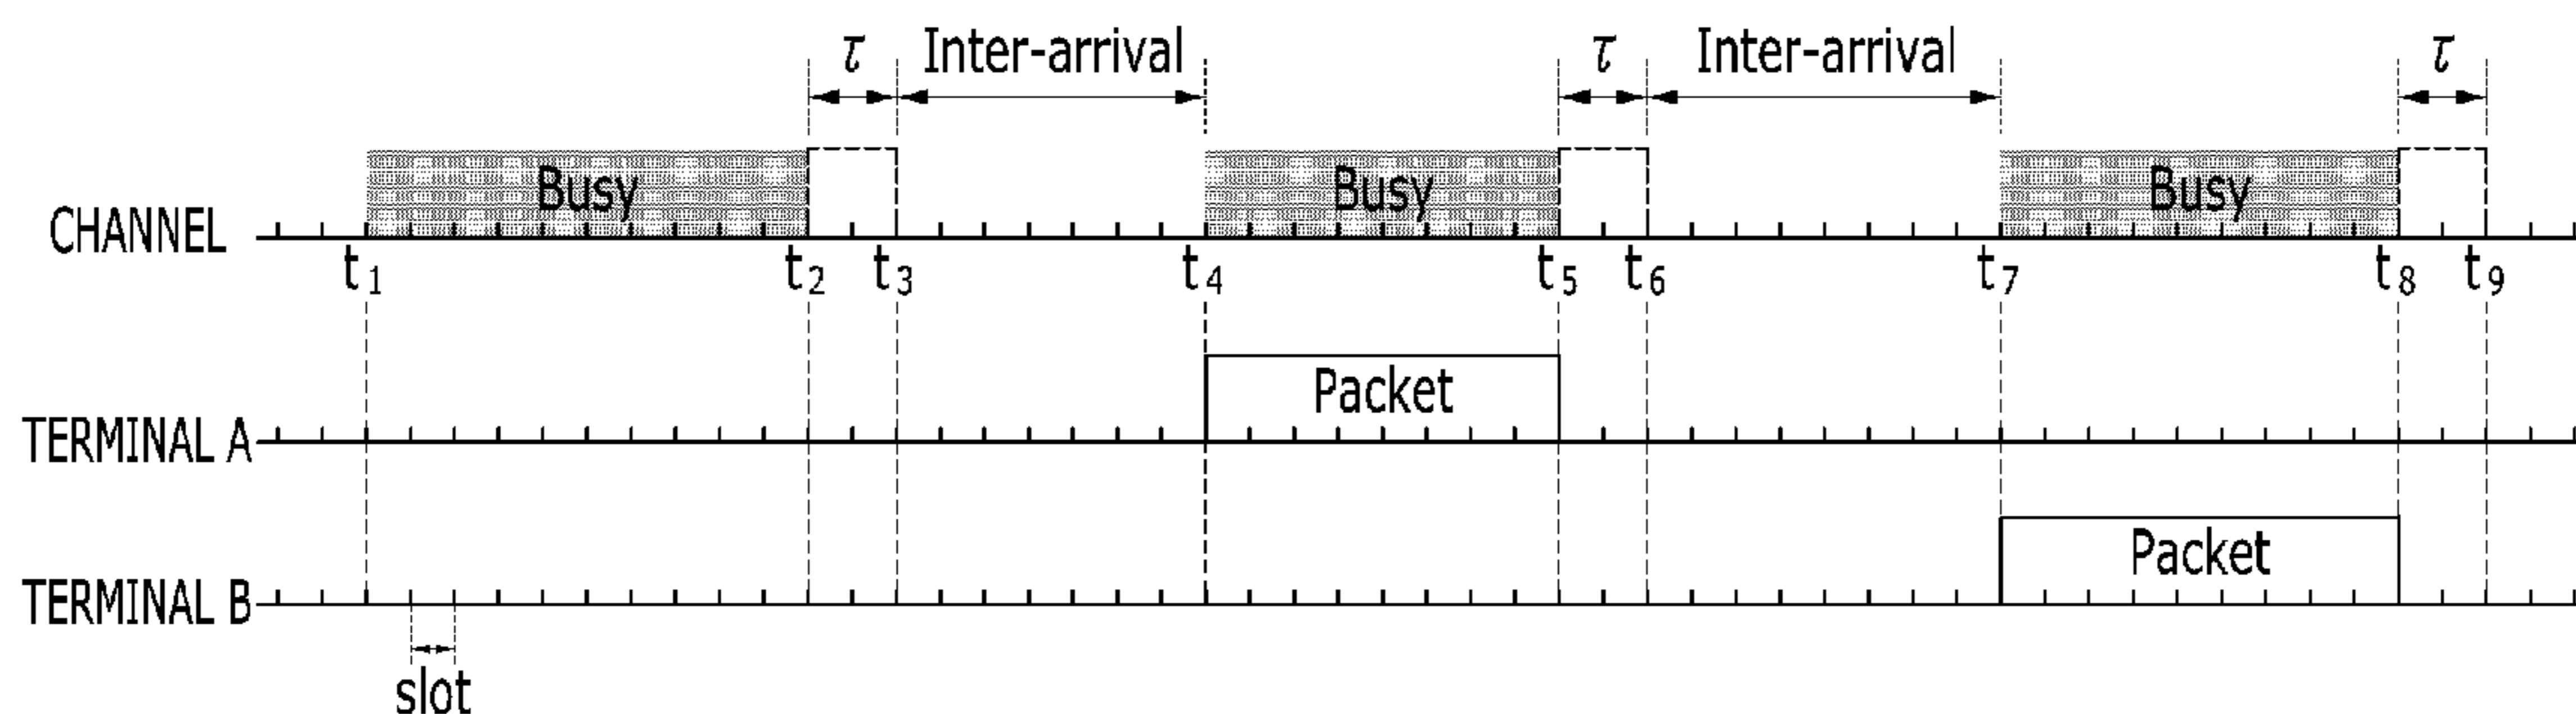 τ Inter-arrival τ Inter-arrival τ
Busy Busy Busy
CHANNEL
t1 t2 t3 t4 t5 t6 t7 t8 t9
Packet
TERMINAL A
Packet
TERMINAL B
slot